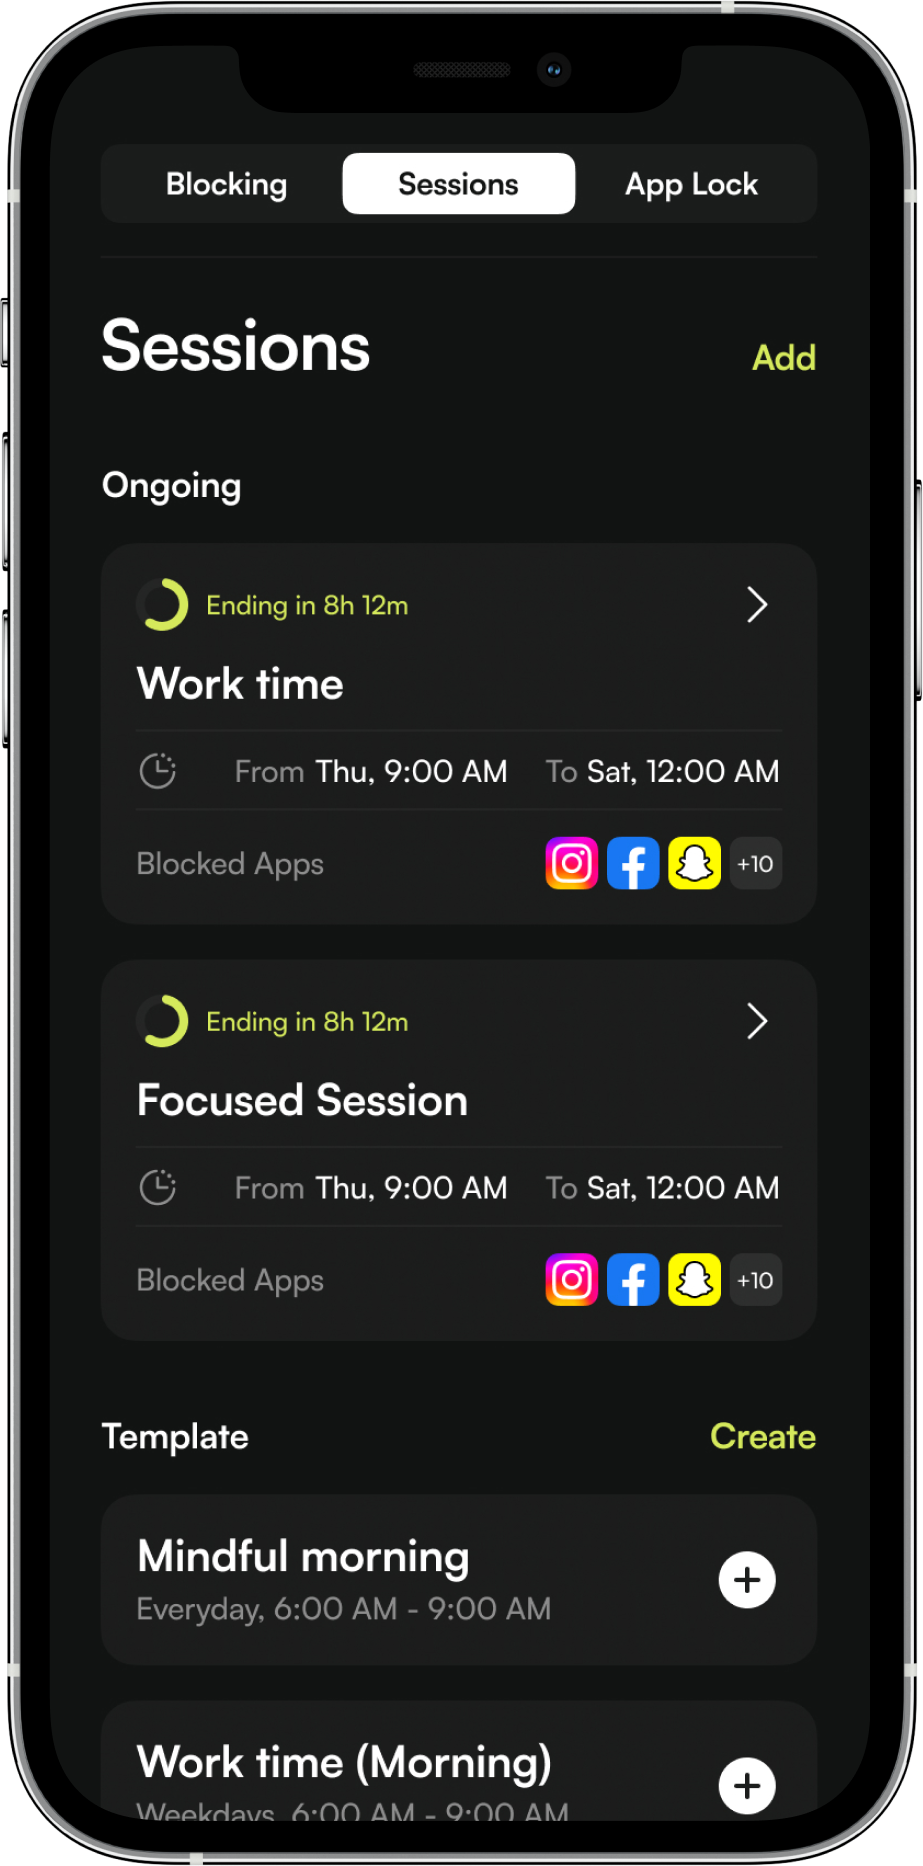 Blocking Sessions App Lock
Sessions
Add
Ongoing
Ending in 8h 12m
Work time
From Thu, 9:00 AM To Sat, 12:00 AM
Blocked Apps +10
Ending in 8h 12m
Focused Session
From Thu, 9:00 AM To Sat, 12:00 AM
Blocked Apps +10
Template Create
Mindful morning
Everyday, 6:00 AM - 9:00 AM
Work time (Morning)
Weekdays, 6:00 AM - 9:00 AM